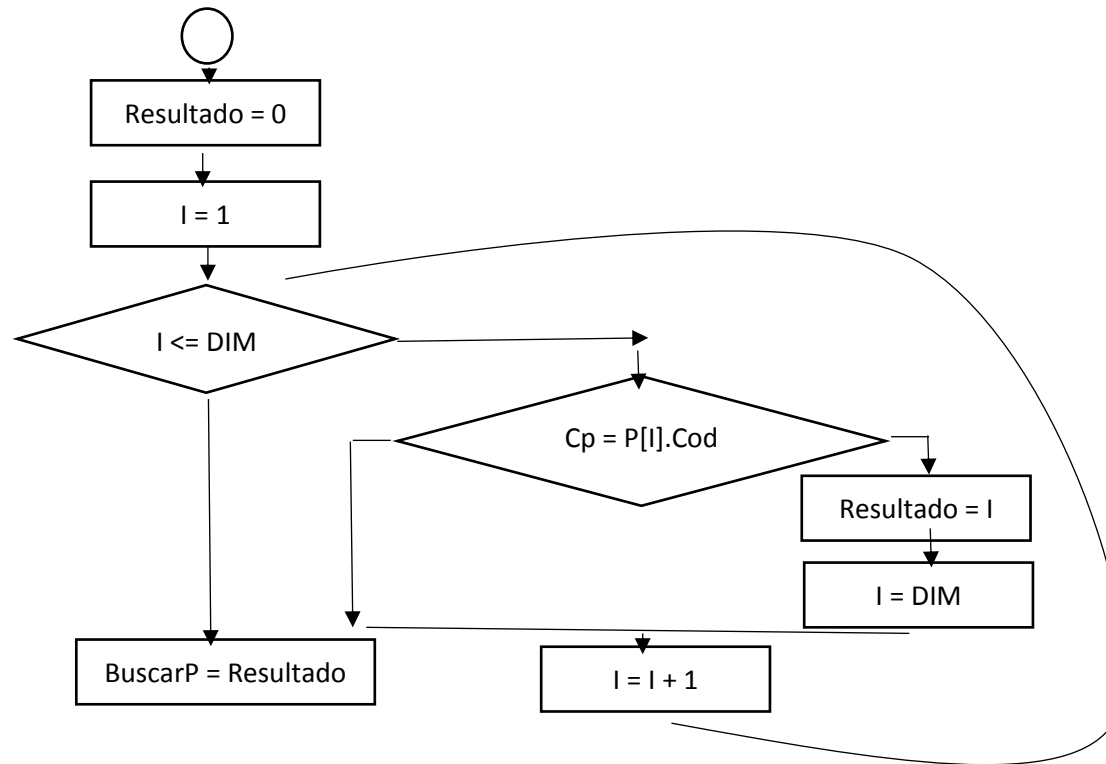 Resultado = 0
I = 1
I <= DIM
Cp = P[I].Cod
Resultado = I
I = DIM
BuscarP = Resultado
I = I + 1